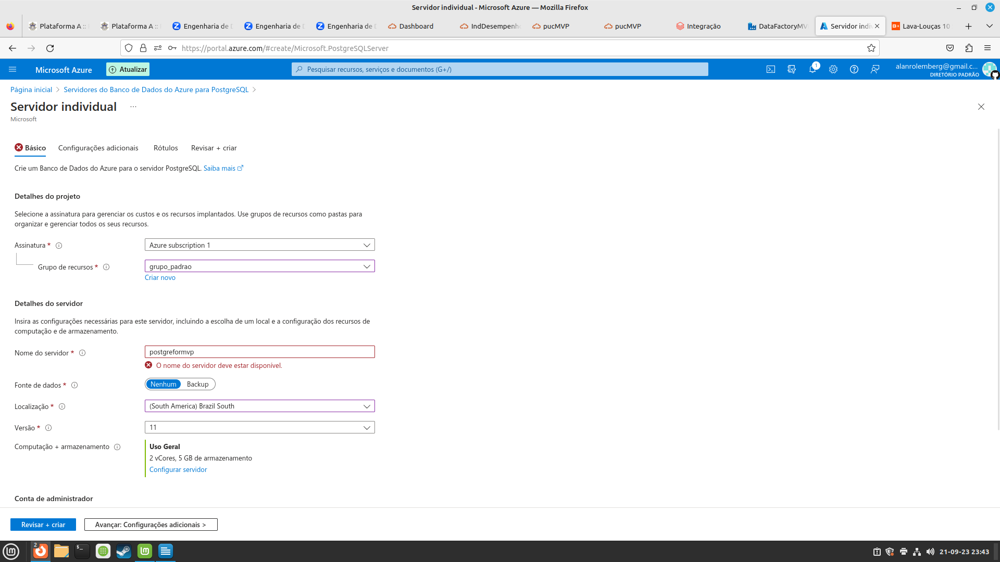 Servidor individual - Microsoft Azure — Mozilla Firefox
Plataforma A ::
Plataforma A ::
Engenharia de
Engenharia de
Engenharia de
Dashboard
IndDesempenho
pucMVP
pucMVP
Integração
DataFactoryMV
Servidor indiv
Lava-Louças 10
https://portal.azure.com/#create/Microsoft.PostgreSQLServer
Microsoft Azure
Atualizar
Pesquisar recursos, serviços e documentos (G+/)
1
alanrolemberg@gmail.c...
DIRETÓRIO PADRÃO
Página inicial > Servidores do Banco de Dados do Azure para PostgreSQL >
Servidor individual ...
Microsoft
Básico
Configurações adicionais
Rótulos
Revisar + criar
Crie um Banco de Dados do Azure para o servidor PostgreSQL. Saiba mais
Detalhes do projeto
Selecione a assinatura para gerenciar os custos e os recursos implantados. Use grupos de recursos como pastas para
organizar e gerenciar todos os seus recursos.
Assinatura *
Azure subscription 1
Grupo de recursos *
grupo_padrao
Criar novo
Detalhes do servidor
Insira as configurações necessárias para este servidor, incluindo a escolha de um local e a configuração dos recursos de
computação e de armazenamento.
Nome do servidor *
postgreformvp
O nome do servidor deve estar disponível.
Fonte de dados *
Nenhum
Backup
Localização *
(South America) Brazil South
Versão *
11
Computação + armazenamento
Uso Geral
2 vCores, 5 GB de armazenamento
Configurar servidor
Conta de administrador
Revisar + criar
Avançar: Configurações adicionais >
2
21-09-23 23:43